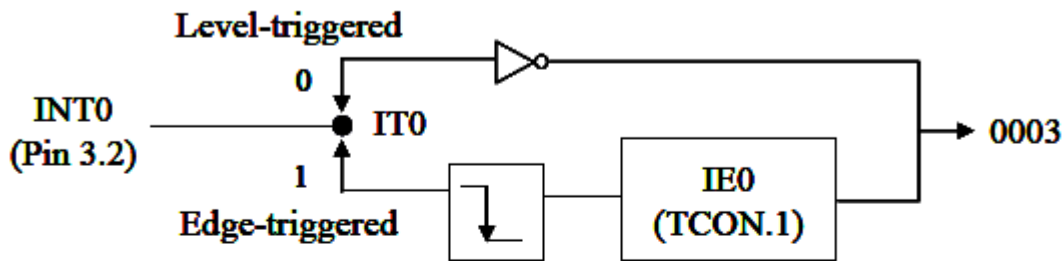 Level-triggered
0
INT0
(Pin 3.2)
IT0
0003
1
Edge-triggered
IE0
(TCON.1)